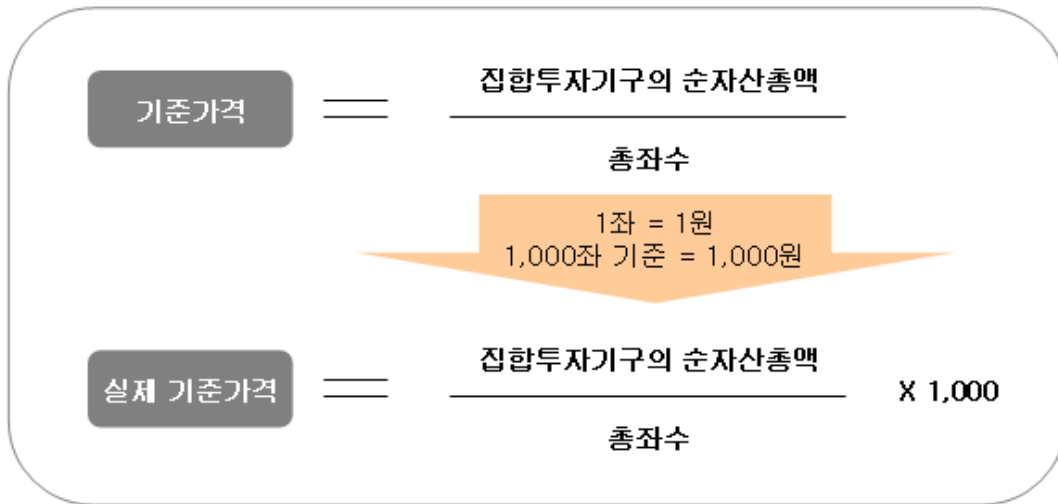 집합투자기구의 순자산총액
기준가격 =
총좌수
1좌 = 1원
1,000좌 기준 = 1,000원
집합투자기구의 순자산총액
실제 기준가격 = X 1,000
총좌수